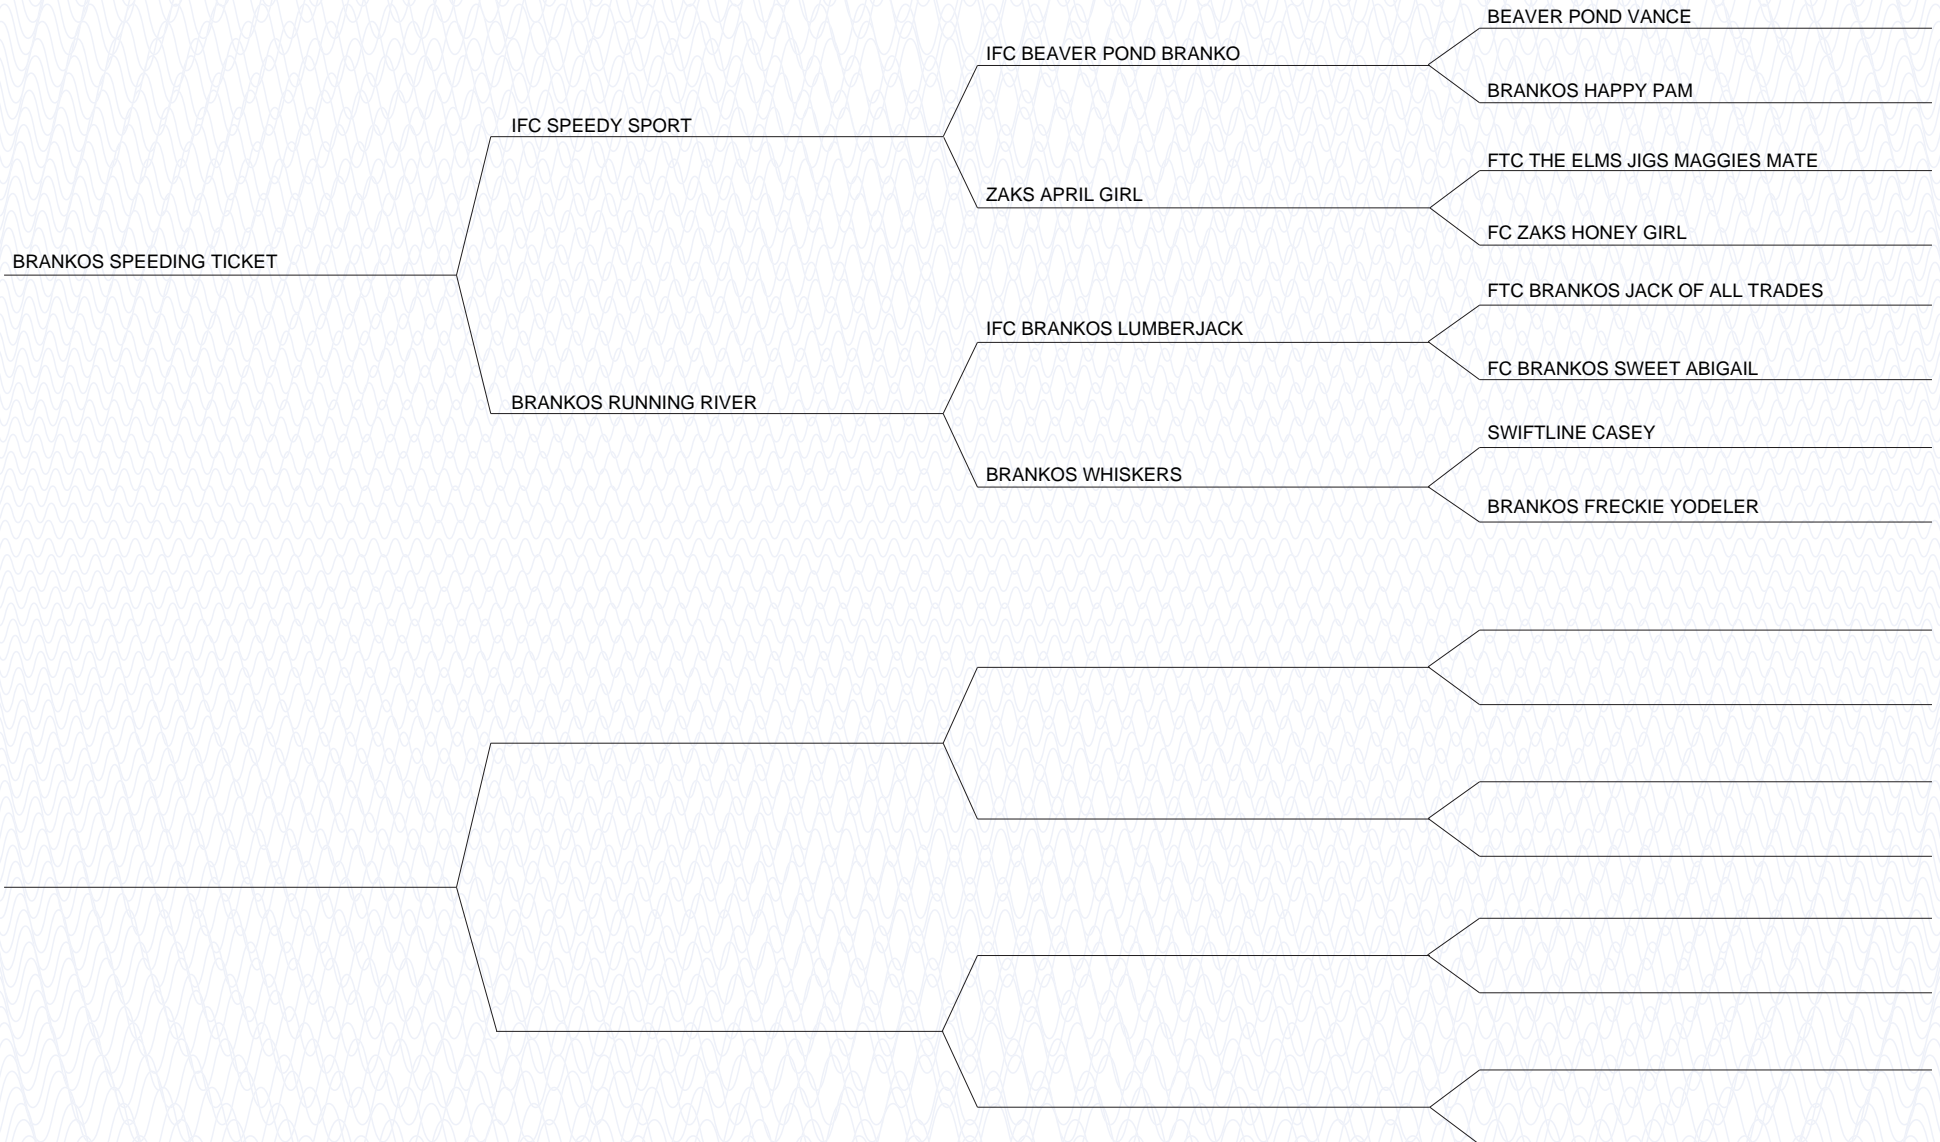 BEAVER POND VANCE
IFC BEAVER POND BRANKO
BRANKOS HAPPY PAM
IFC SPEEDY SPORT
FTC THE ELMS JIGS MAGGIES MATE
ZAKS APRIL GIRL
FC ZAKS HONEY GIRL
BRANKOS SPEEDING TICKET
FTC BRANKOS JACK OF ALL TRADES
IFC BRANKOS LUMBERJACK
FC BRANKOS SWEET ABIGAIL
BRANKOS RUNNING RIVER
SWIFTLINE CASEY
BRANKOS WHISKERS
BRANKOS FRECKIE YODELER